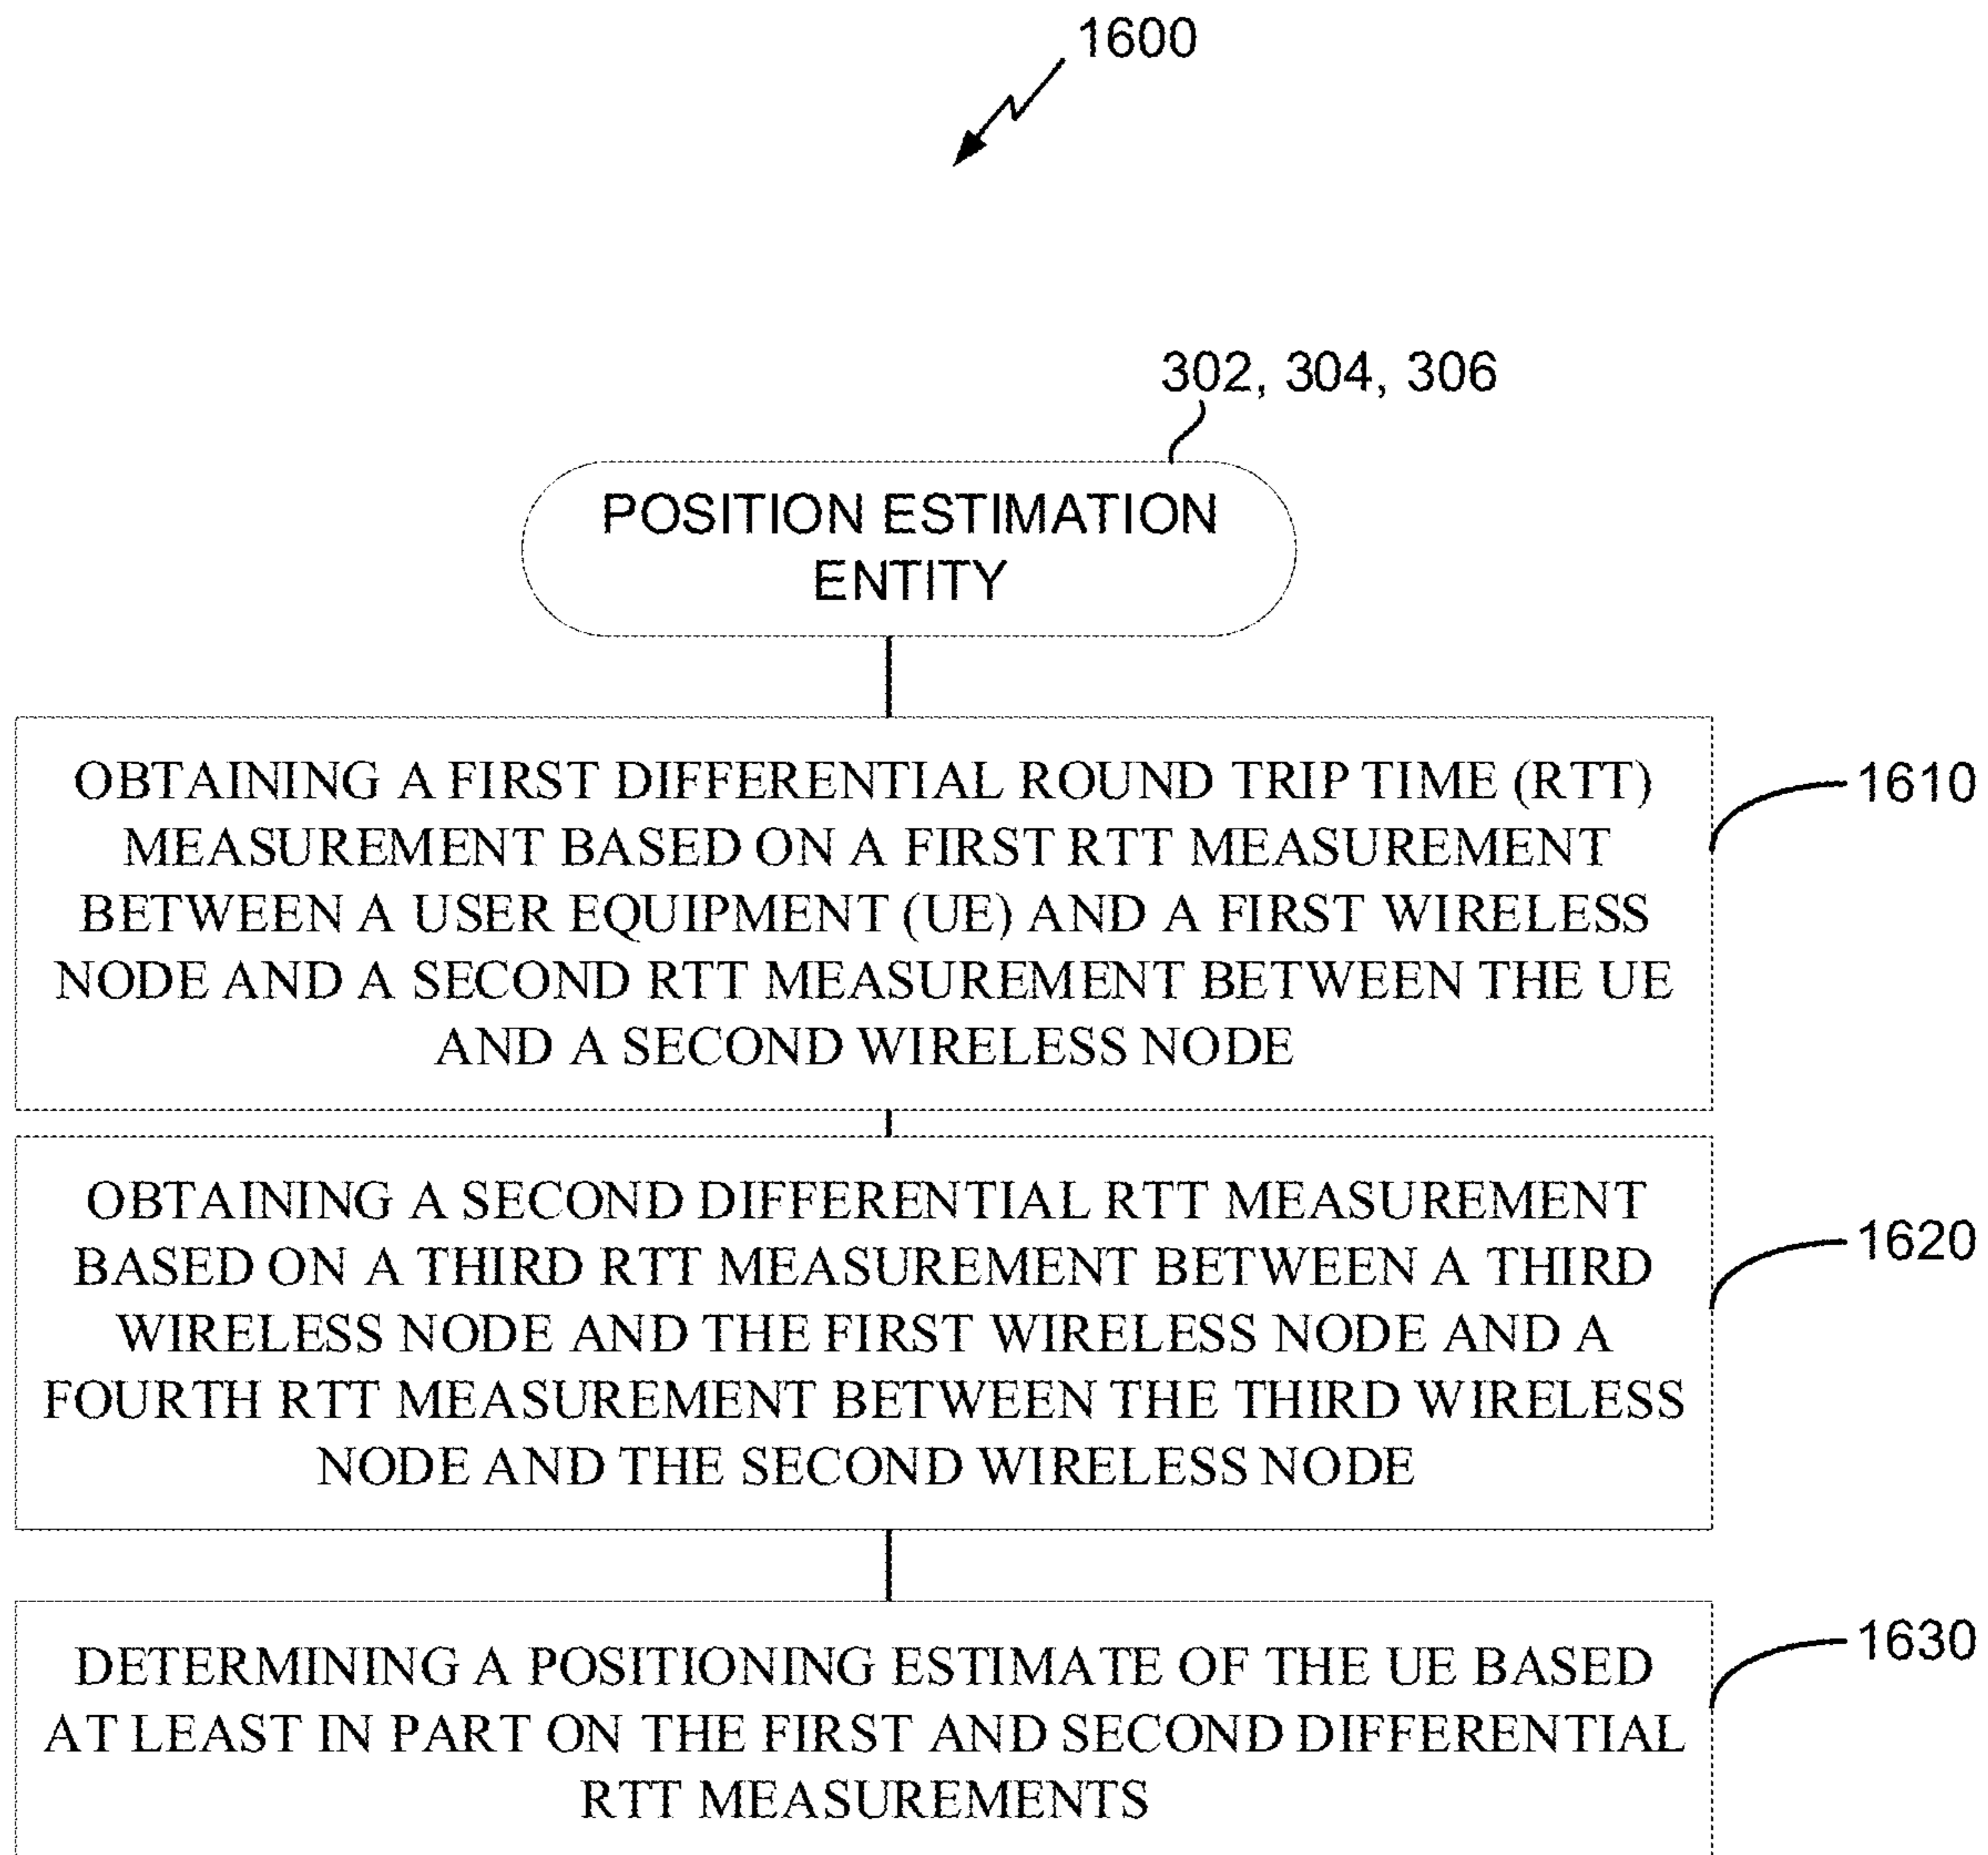 1600
302, 304, 306
POSITION ESTIMATION
ENTITY
OBTAINING A FIRST DIFFERENTIAL ROUND TRIP TIME (RTT)
MEASUREMENT BASED ON A FIRST RTT MEASUREMENT
BETWEEN A USER EQUIPMENT (UE) AND A FIRST WIRELESS
NODE AND A SECOND RTT MEASUREMENT BETWEEN THE UE
AND A SECOND WIRELESS NODE
1610
OBTAINING A SECOND DIFFERENTIAL RTT MEASUREMENT
BASED ON A THIRD RTT MEASUREMENT BETWEEN A THIRD
WIRELESS NODE AND THE FIRST WIRELESS NODE AND A
FOURTH RTT MEASUREMENT BETWEEN THE THIRD WIRELESS
NODE AND THE SECOND WIRELESS NODE
1620
DETERMINING A POSITIONING ESTIMATE OF THE UE BASED
AT LEAST IN PART ON THE FIRST AND SECOND DIFFERENTIAL
RTT MEASUREMENTS
1630